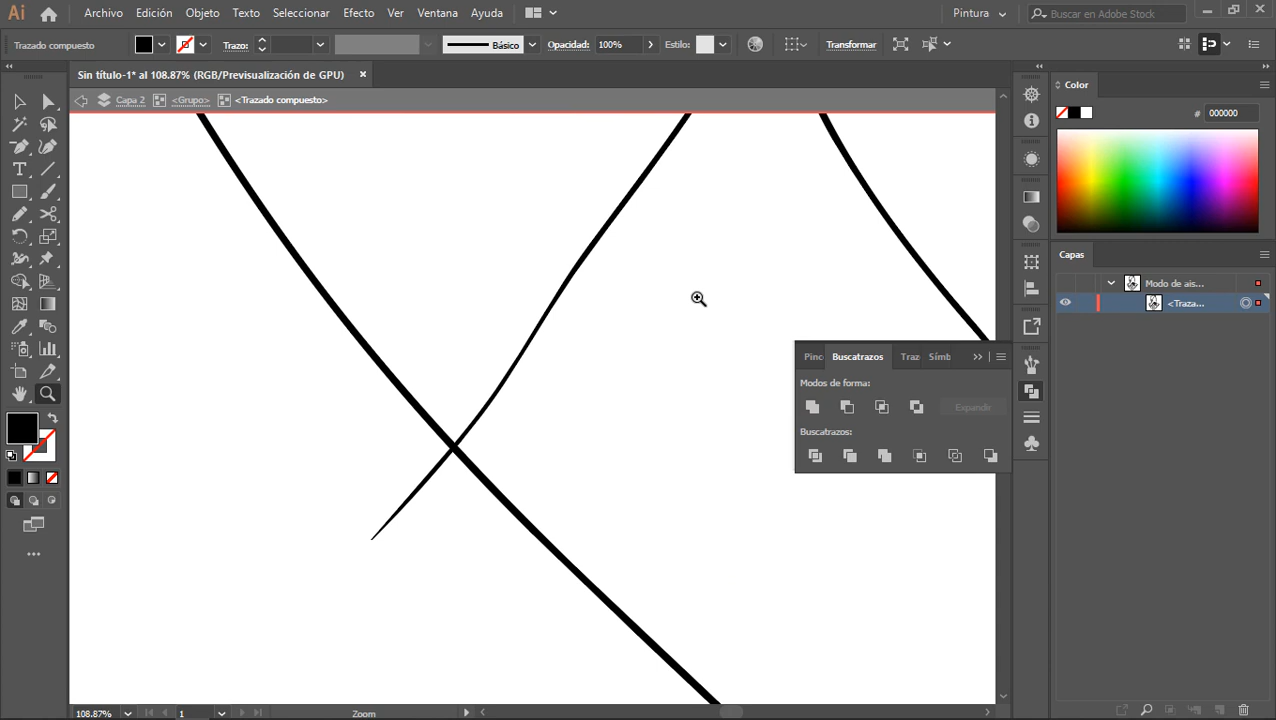 Ai Archivo Edición Objeto Texto Seleccionar Efecto Ver Ventana Ayuda Pintura Buscar en Adobe Stock
Trazado compuesto Trazo: Básico Opacidad: 100% Estilo: Transformar
Sin título-1* al 108.87% (RGB/Previsualización de GPU)
Capa 2 <Grupo> <Trazado compuesto>
Color
# 000000
Capas
Modo de ais...
<Traza...
Pinc Buscatrazos Traz Símb
Modos de forma:
Expandir
Buscatrazos:
108.87% 1 Zoom